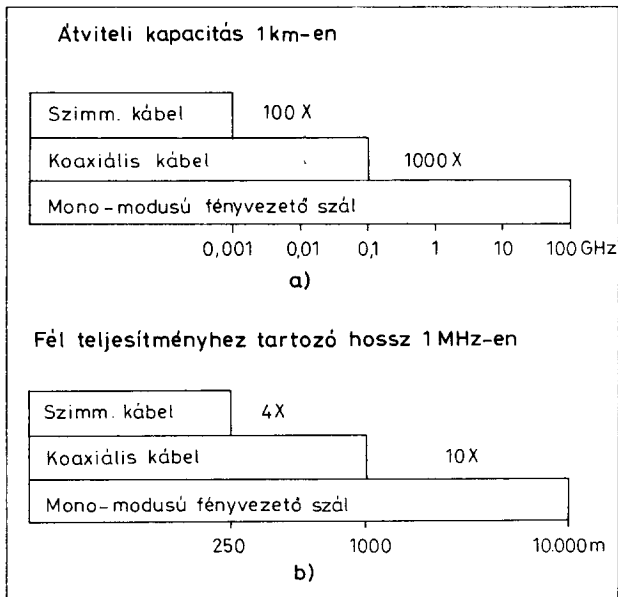 Átviteli kapacitás 1km-en
Szimm. kábel 100 X
Koaxiális kábel 1000 X
Mono-modusú fényvezető szál
0,001 0,01 0,1 1 10 100 GHz
a)
Fél teljesítményhez tartozó hossz 1 MHz-en
Szimm. kábel 4 X
Koaxiális kábel 10 X
Mono-modusú fényvezető szál
250 1000 10.000 m
b)